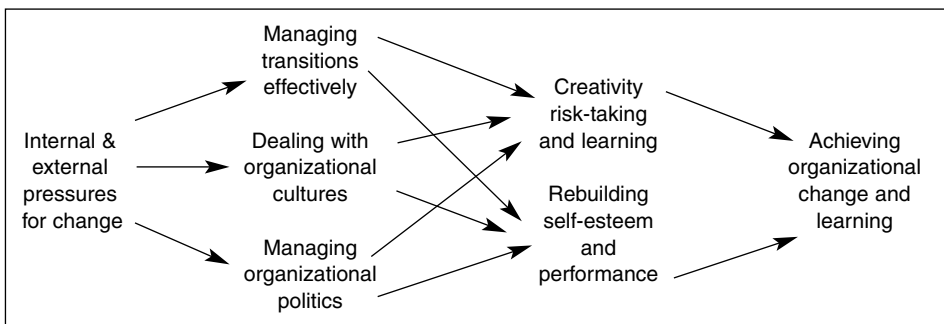 Internal &
external
pressures
for change
Managing
transitions
effectively
Dealing with
organizational
cultures
Managing
organizational
politics
Creativity
risk-taking
and learning
Rebuilding
self-esteem
and
performance
Achieving
organizational
change and
learning